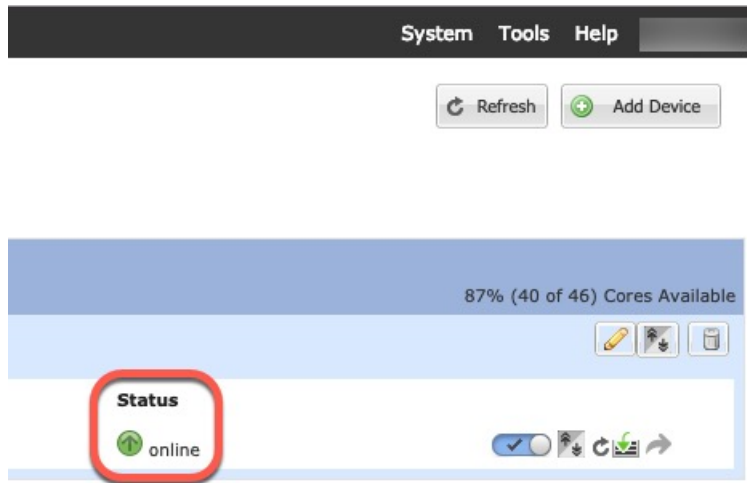 System Tools Help
Refresh Add Device
87% (40 of 46) Cores Available
Status
online